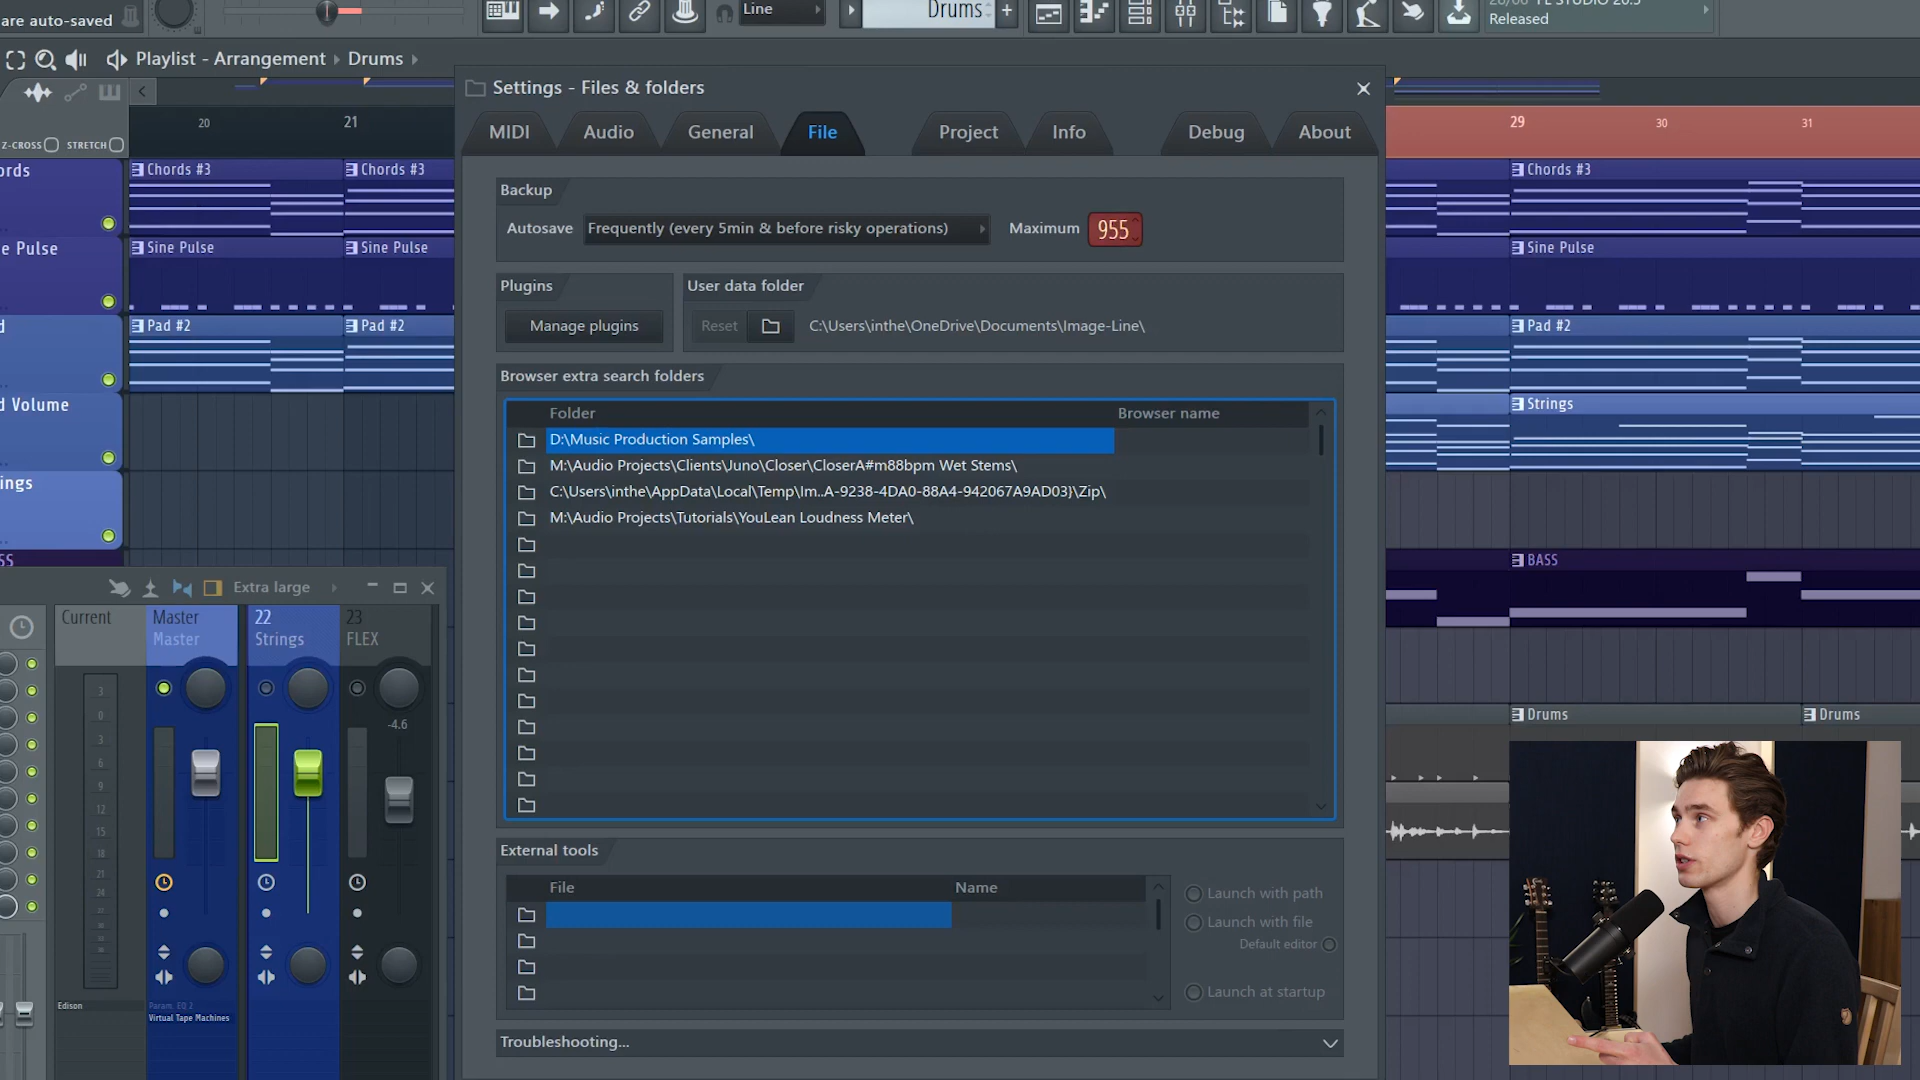 are auto-saved
Line
Drums
Released
Playlist - Arrangement
Drums
Settings - Files & folders
MIDI
Audio
General
File
Project
Info
Debug
About
20
21
29
30
31
Z-CROSS
STRETCH
Backup
Autosave
Frequently (every 5min & before risky operations)
Maximum
955
Plugins
Manage plugins
User data folder
Reset
C:\Users\inthe\OneDrive\Documents\Image-Line\
Browser extra search folders
Folder
Browser name
D:\Music Production Samples\
M:\Audio Projects\Clients\Juno\Closer\CloserA#m88bpm Wet Stems\
C:\Users\inthe\AppData\Local\Temp\Im..A-9238-4DA0-88A4-942067A9AD03}\Zip\
M:\Audio Projects\Tutorials\YouLean Loudness Meter\
External tools
File
Name
Launch with path
Launch with file
Default editor
Launch at startup
Troubleshooting...
ords
Chords #3
Chords #3
e Pulse
Sine Pulse
Sine Pulse
d
Pad #2
Pad #2
d Volume
ings
SS
Chords #3
Sine Pulse
Pad #2
Strings
BASS
Drums
Drums
Extra large
Current
Master
Master
22
Strings
23
FLEX
-4.6
3
0
3
6
9
12
15
18
21
24
Edison
Param. EQ 2
Virtual Tape Machines